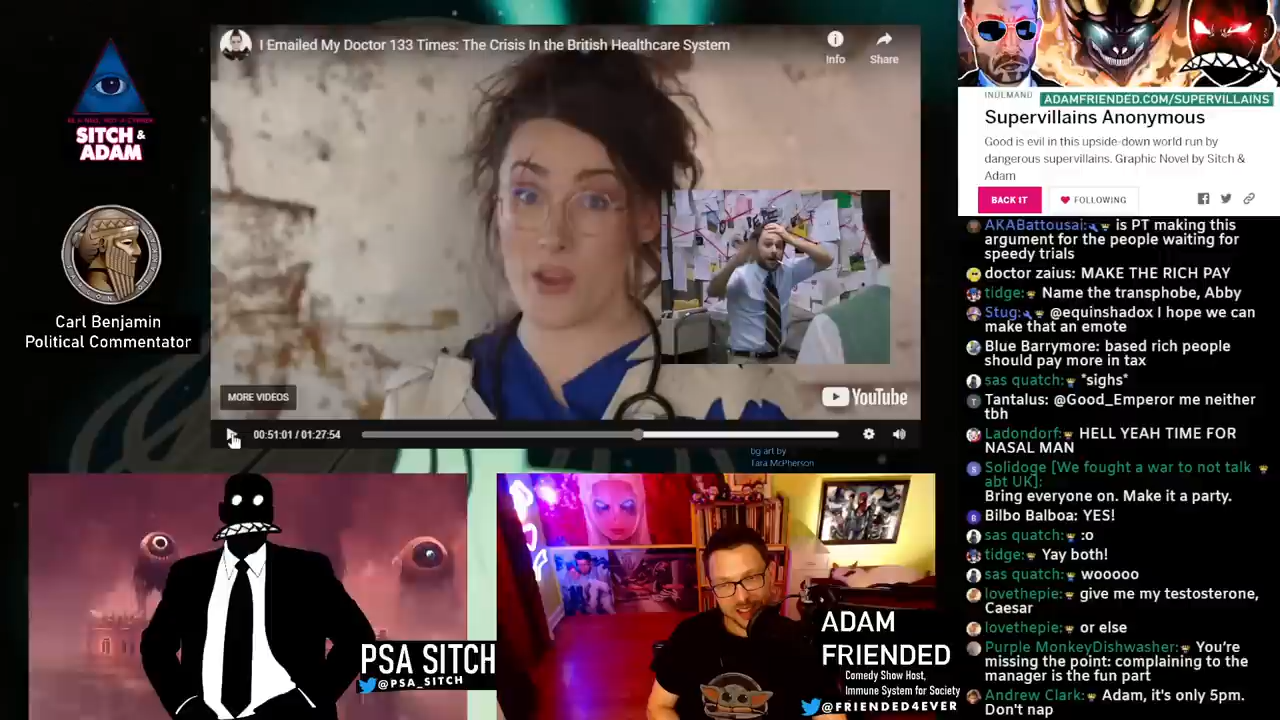 I Emailed My Doctor 133 Times: The Crisis In the British Healthcare System
Info
Share
MORE VIDEOS
YouTube
00:51:01 / 01:27:54
SITCH &
ADAM
Carl Benjamin
Political Commentator
bg art by
Tara McPherson
PSA SITCH
@PSA_SITCH
ADAM
FRIENDED
Comedy Show Host,
Immune System for Society
@FRIENDED4EVER
INDEMAND
ADAMFRIENDED.COM/SUPERVILLAINS
Supervillains Anonymous
Good is evil in this upside-down world run by
dangerous supervillains. Graphic Novel by Sitch &
Adam
BACK IT
FOLLOWING
AKABattousai: is PT making this
argument for the people waiting for
speedy trials
doctor zaius: MAKE THE RICH PAY
tidge: Name the transphobe, Abby
Stug: @equinshadox I hope we can
make that an emote
Blue Barrymore: based rich people
should pay more in tax
sas quatch: *sighs*
Tantalus: @Good_Emperor me neither
tbh
Ladondorf: HELL YEAH TIME FOR
NASAL MAN
Solidoge [We fought a war to not talk
abt UK]:
Bring everyone on. Make it a party.
Bilbo Balboa: YES!
sas quatch: :o
tidge: Yay both!
sas quatch: wooooo
lovethepie: give me my testosterone,
Caesar
lovethepie: or else
Purple MonkeyDishwasher: You're
missing the point: complaining to the
manager is the fun part
Andrew Clark: Adam, it's only 5pm.
Don't nap